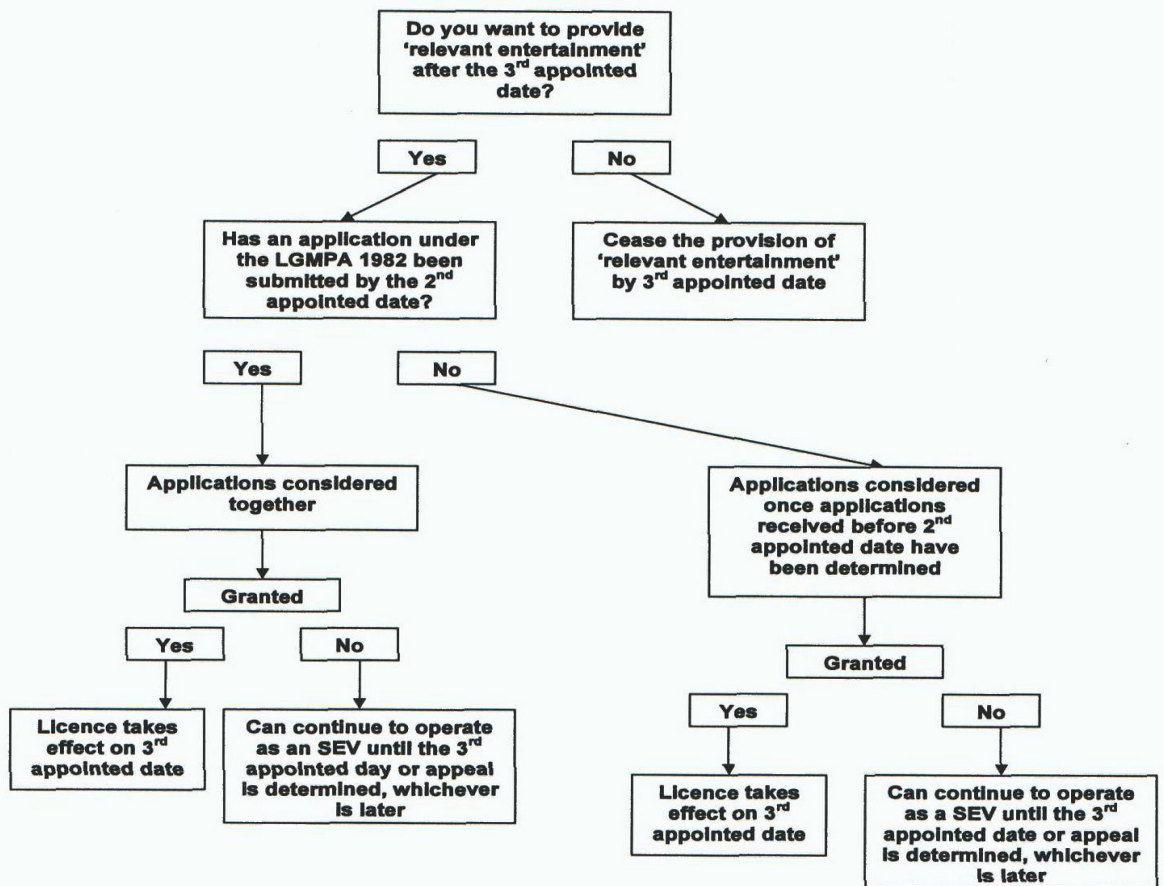 Do you want to provide
‘relevant entertainment’
after the 3rd appointed
date?
Yes
No
Has an application under
the LGMPA 1982 been
submitted by the 2nd
appointed date?
Cease the provision of
‘relevant entertainment’
by 3rd appointed date
Yes
No
Applications considered
together
Applications considered
once applications
received before 2nd
appointed date have
been determined
Granted
Granted
Yes
No
Yes
No
Licence takes
effect on 3rd
appointed date
Can continue to operate
as an SEV until the 3rd
appointed day or appeal
is determined, whichever
is later
Licence takes
effect on 3rd
appointed date
Can continue to operate
as a SEV until the 3rd
appointed date or appeal
is determined, whichever
is later